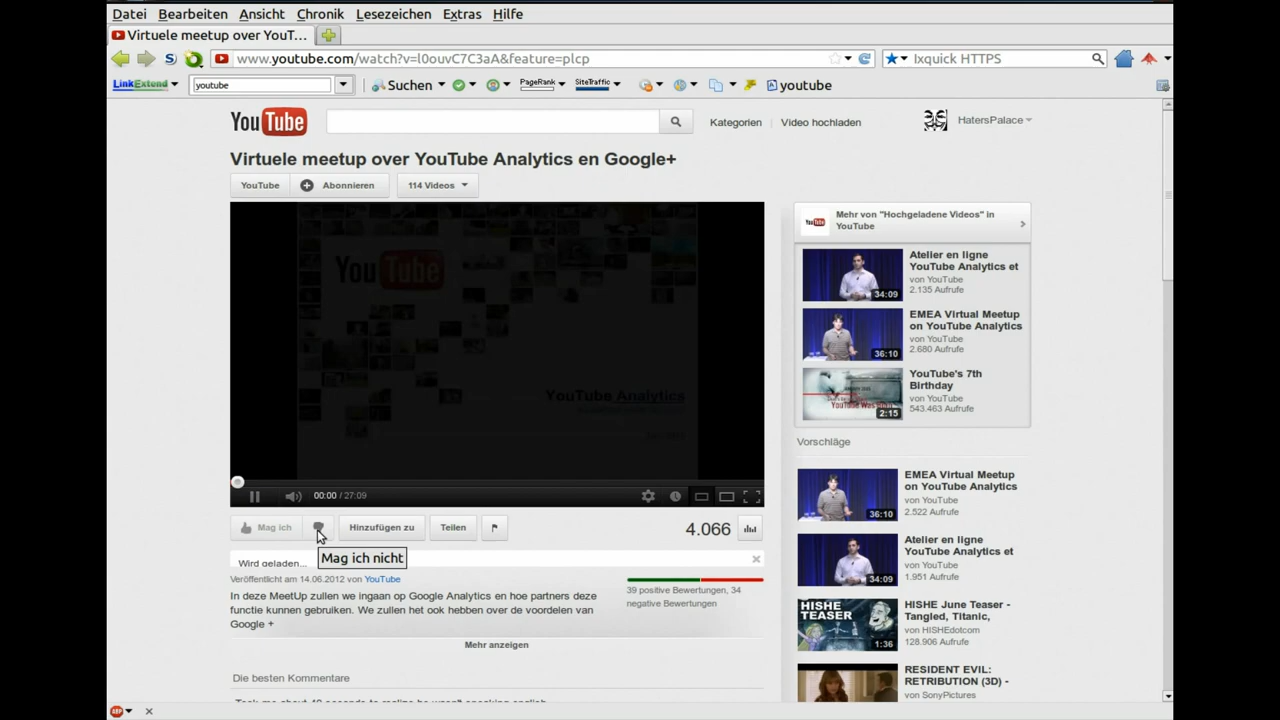 Datei Bearbeiten Ansicht Chronik Lesezeichen Extras Hilfe
Virtuele meetup over YouT...
www.youtube.com/watch?v=l0ouvC7C3aA&feature=plcp
Ixquick HTTPS
LinkExtend youtube Suchen PageRank SiteTraffic youtube
YouTube Kategorien Video hochladen HatersPalace
Virtuele meetup over YouTube Analytics en Google+
YouTube Abonnieren 114 Videos
Mehr von "Hochgeladene Videos" in
YouTube
YouTube
Atelier en ligne
YouTube Analytics et
von YouTube
2.135 Aufrufe
34:09
EMEA Virtual Meetup
on YouTube Analytics
von YouTube
2.680 Aufrufe
36:10
YouTube's 7th
Birthday
von YouTube
543.463 Aufrufe
2:15
YouTube Analytics
00:00 / 27:09
Mag ich Hinzufügen zu Teilen 4.066
Mag ich nicht
Wird geladen...
Veröffentlicht am 14.06.2012 von YouTube
In deze MeetUp zullen we ingaan op Google Analytics en hoe partners deze
functie kunnen gebruiken. We zullen het ook hebben over de voordelen van
Google +
39 positive Bewertungen, 34
negative Bewertungen
Mehr anzeigen
Die besten Kommentare
Vorschläge
EMEA Virtual Meetup
on YouTube Analytics
von YouTube
2.522 Aufrufe
36:10
Atelier en ligne
YouTube Analytics et
von YouTube
1.951 Aufrufe
34:09
HISHE June Teaser -
Tangled, Titanic,
von HISHEdotcom
128.906 Aufrufe
HISHE
TEASER
1:36
RESIDENT EVIL:
RETRIBUTION (3D) -
von SonyPictures
ABP